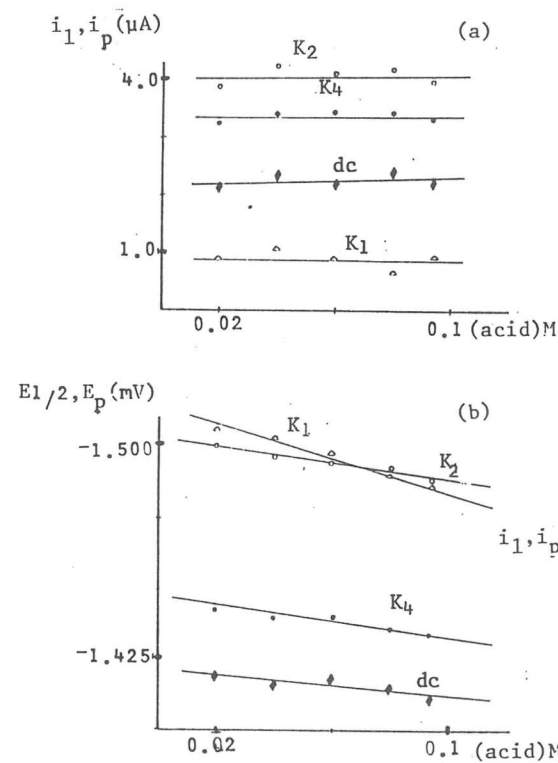 i1,ip(µA)
(a)
K2
4.0
K4
dc
1.0
K1
0.02
0.1 (acid)M
E1/2,Ep(mV)
(b)
K1
-1.500
K2
i1,ip
K4
-1.425
dc
0.02
0.1
(acid)M